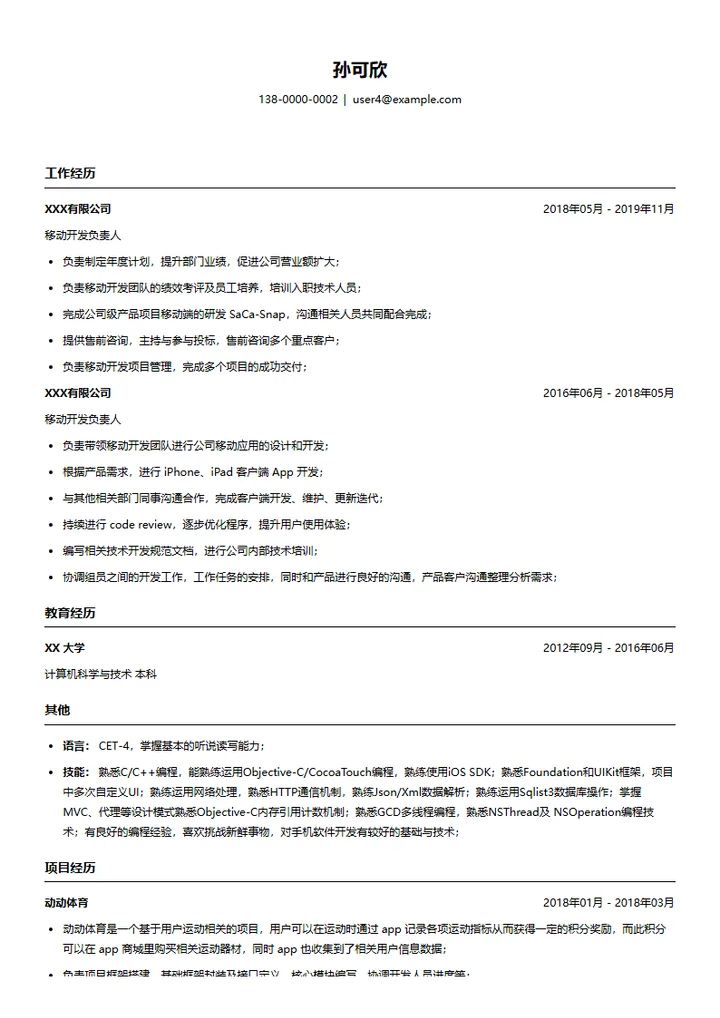 孙可欣
138-0000-0002 | user4@example.com
工作经历
XXX有限公司 2018年05月 - 2019年11月
移动开发负责人
• 负责制定年度计划，提升部门业绩，促进公司营业额扩大；
• 负责移动开发团队的绩效考评及员工培养，培训入职技术人员；
• 完成公司级产品项目移动端的研发 SaCa-Snap，沟通相关人员共同配合完成；
• 提供售前咨询，主持与参与投标，售前咨询多个重点客户；
• 负责移动开发项目管理，完成多个项目的成功交付；
XXX有限公司 2016年06月 - 2018年05月
移动开发负责人
• 负责带领移动开发团队进行公司移动应用的设计和开发；
• 根据产品需求，进行 iPhone、iPad 客户端 App 开发；
• 与其他相关部门同事沟通合作，完成客户端开发、维护、更新迭代；
• 持续进行 code review，逐步优化程序，提升用户使用体验；
• 编写相关技术开发规范文档，进行公司内部技术培训；
• 协调组员之间的开发工作，工作任务的安排，同时和产品进行良好的沟通，产品客户沟通整理分析需求；
教育经历
XX 大学 2012年09月 - 2016年06月
计算机科学与技术 本科
其他
• 语言： CET-4，掌握基本的听说读写能力；
• 技能： 熟悉C/C++编程，能熟练运用Objective-C/CocoaTouch编程，熟练使用iOS SDK；熟悉Foundation和UIKit框架，项目
中多次自定义UI；熟练运用网络处理，熟悉HTTP通信机制，熟练Json/Xml数据解析；熟练运用Sqlist3数据库操作；掌握
MVC、代理等设计模式熟悉Objective-C内存引用计数机制；熟悉GCD多线程编程，熟悉NSThread及 NSOperation编程技
术；有良好的编程经验，喜欢挑战新鲜事物，对手机软件开发有较好的基础与技术；
项目经历
动动体育 2018年01月 - 2018年03月
• 动动体育是一个基于用户运动相关的项目，用户可以在运动时通过 app 记录各项运动指标从而获得一定的积分奖励，而此积分
可以在 app 商城里购买相关运动器材，同时 app 也收集到了相关用户信息数据；
• 负责项目框架搭建，基础框架封装及接口定义，核心模块编写，协调开发人员进度等；